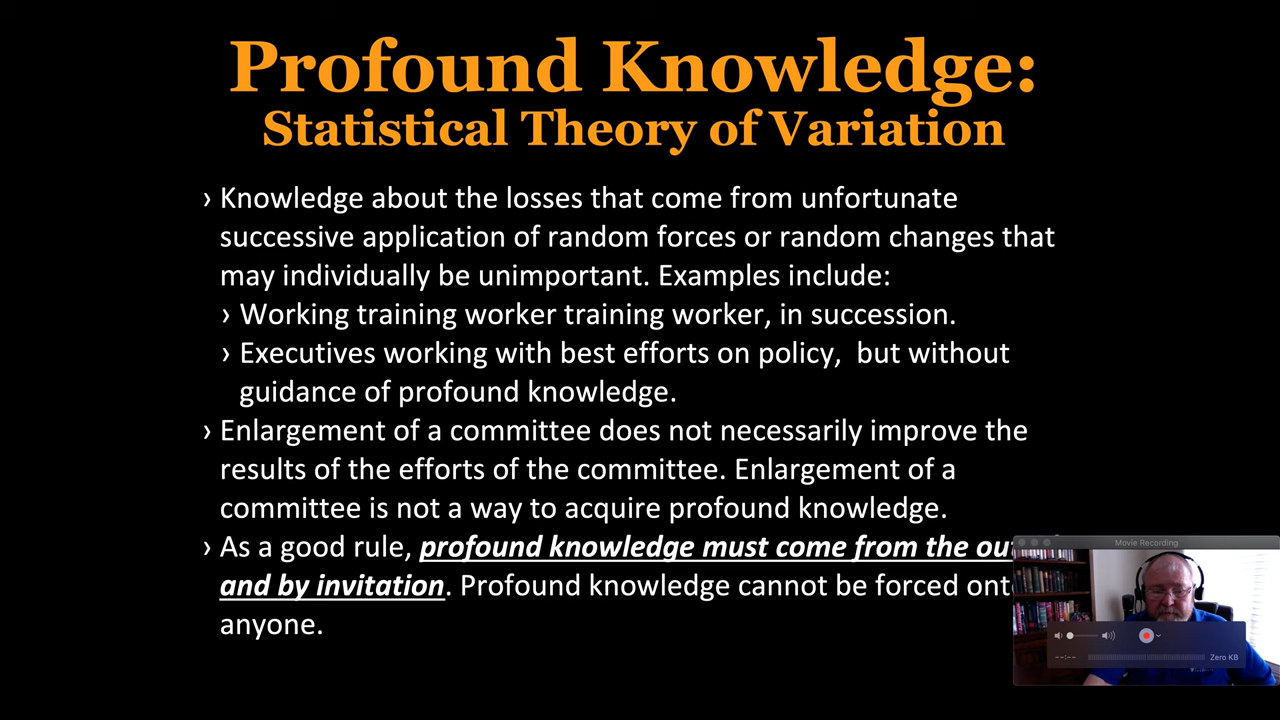 Profound Knowledge:
Statistical Theory of Variation
› Knowledge about the losses that come from unfortunate
successive application of random forces or random changes that
may individually be unimportant. Examples include:
› Working training worker training worker, in succession.
› Executives working with best efforts on policy, but without
guidance of profound knowledge.
› Enlargement of a committee does not necessarily improve the
results of the efforts of the committee. Enlargement of a
committee is not a way to acquire profound knowledge.
› As a good rule, profound knowledge must come from the
and by invitation. Profound knowledge cannot be forced
anyone.
Movie Recording
--:--
Zero KB